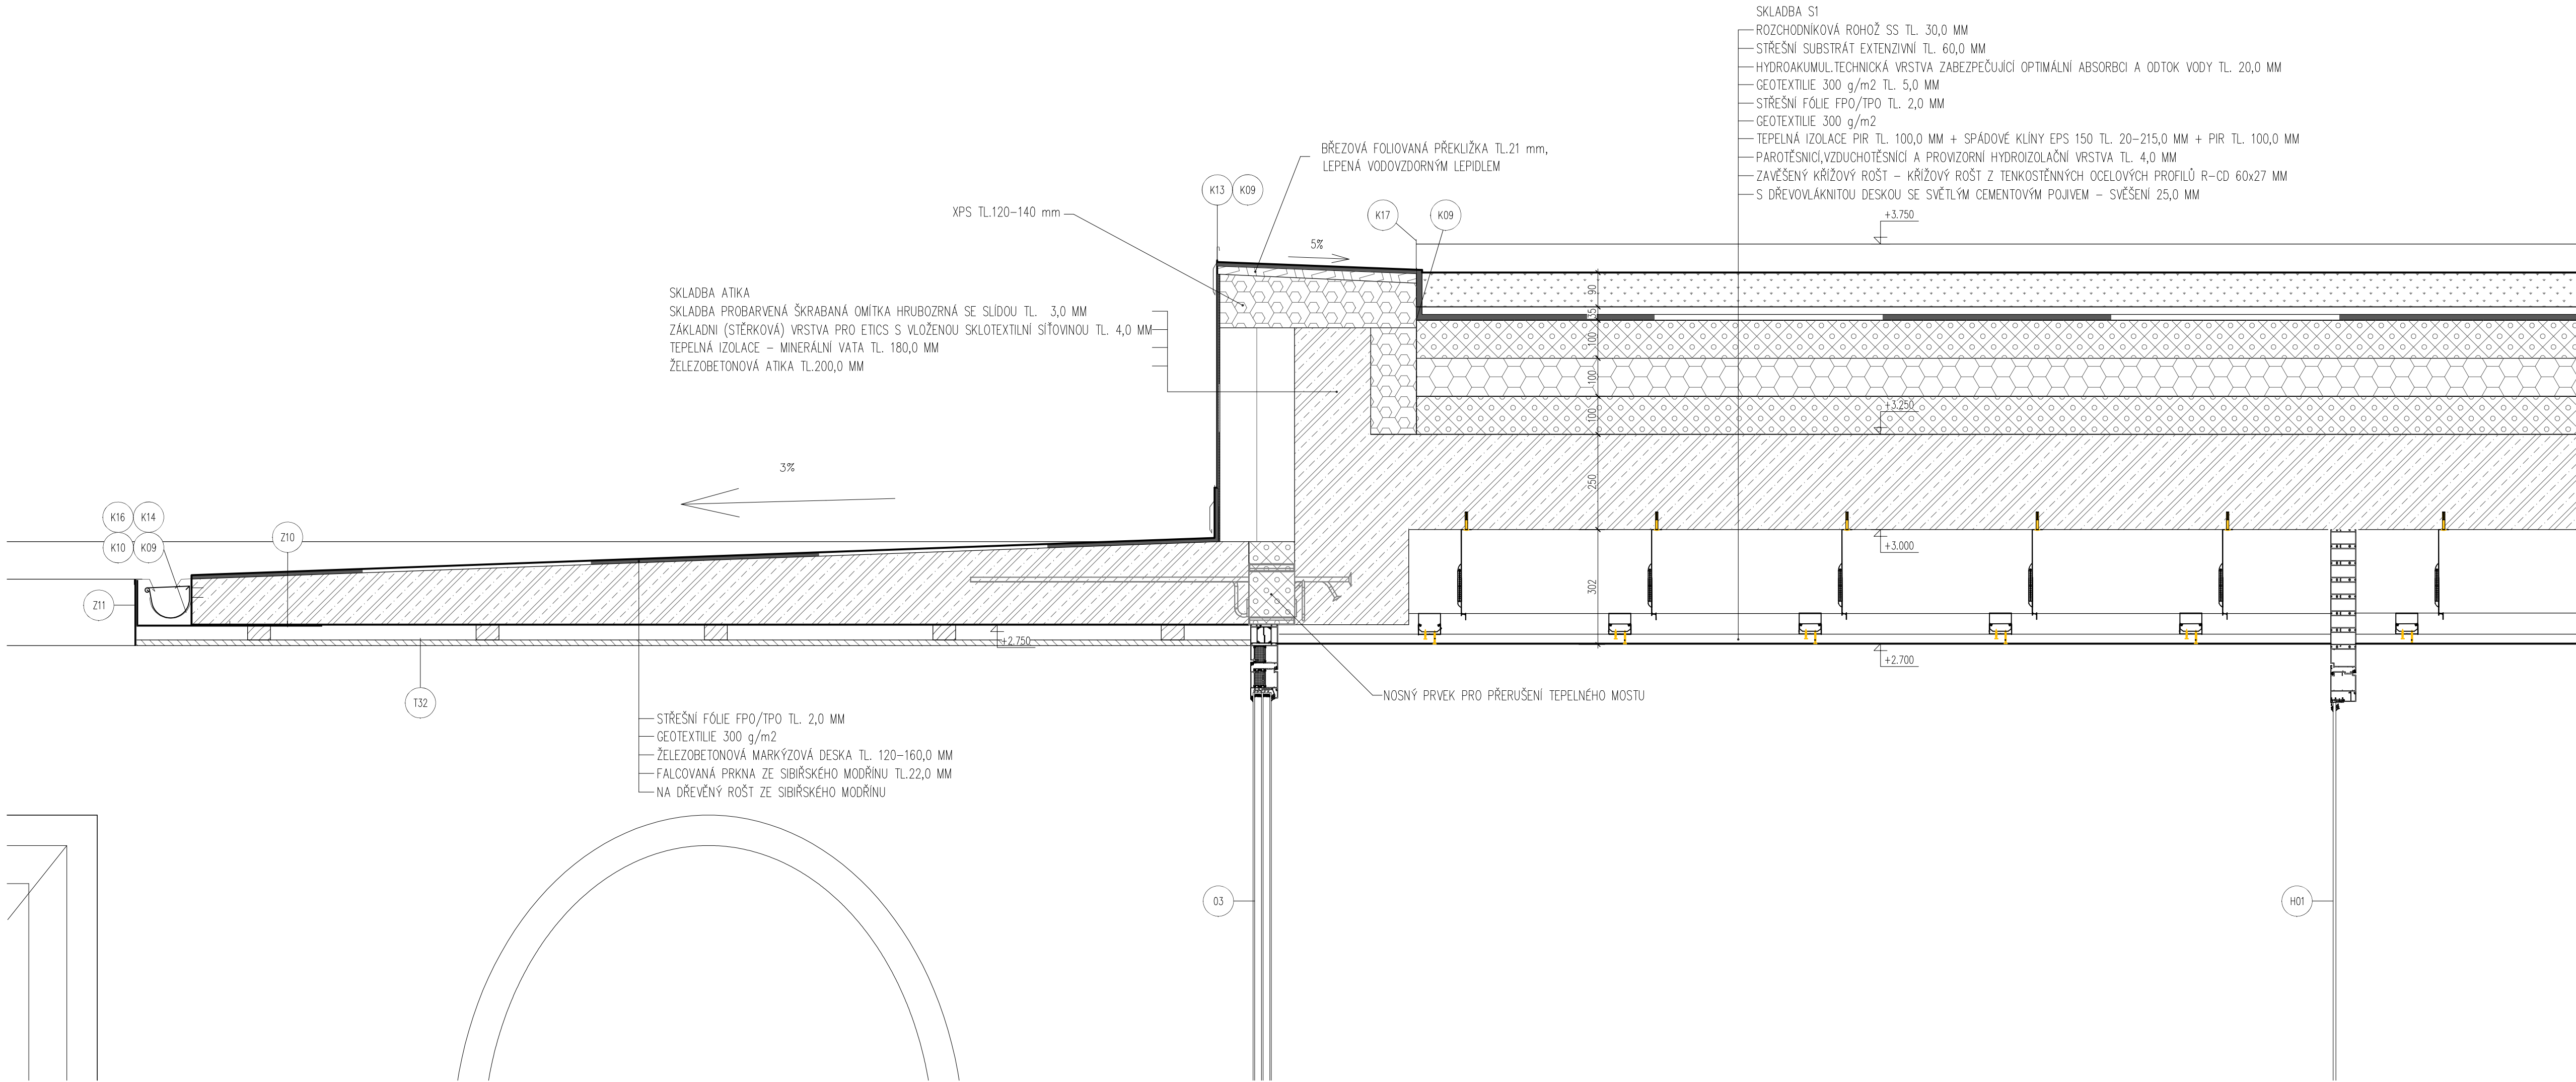 SKLADBA S1
ROZCHODNÍKOVÁ ROHOŽ SS TL. 30,0 MM
STŘEŠNÍ SUBSTRÁT EXTENZIVNÍ TL. 60,0 MM
HYDROAKUMUL.TECHNICKÁ VRSTVA ZABEZPEČUJÍCÍ OPTIMÁLNÍ ABSORBCI A ODTOK VODY TL. 20,0 MM
GEOTEXTILIE 300 g/m2 TL. 5,0 MM
STŘEŠNÍ FÓLIE FPO/TPO TL. 2,0 MM
GEOTEXTILIE 300 g/m2
TEPELNÁ IZOLACE PIR TL. 100,0 MM + SPÁDOVÉ KLÍNY EPS 150 TL. 20-215,0 MM + PIR TL. 100,0 MM
PAROTĚSNICÍ,VZDUCHOTĚSNÍCÍ A PROVIZORNÍ HYDROIZOLAČNÍ VRSTVA TL. 4,0 MM
ZAVĚŠENÝ KŘÍŽOVÝ ROŠT - KŘÍŽOVÝ ROŠT Z TENKOSTĚNNÝCH OCELOVÝCH PROFILŮ R-CD 60x27 MM
S DŘEVOVLÁKNITOU DESKOU SE SVĚTLÝM CEMENTOVÝM POJIVEM - SVĚŠENÍ 25,0 MM
BŘEZOVÁ FOLIOVANÁ PŘEKLIŽKA TL.21 mm,
LEPENÁ VODOVZDORNÝM LEPIDLEM
K13 K09
XPS TL.120-140 mm
K17 K09
+3.750
5%
SKLADBA ATIKA
SKLADBA PROBARVENÁ ŠKRABANÁ OMÍTKA HRUBOZRNÁ SE SLÍDOU TL. 3,0 MM
ZÁKLADNI (STĚRKOVÁ) VRSTVA PRO ETICS S VLOŽENOU SKLOTEXTILNÍ SÍŤOVINOU TL. 4,0 MM
TEPELNÁ IZOLACE - MINERÁLNÍ VATA TL. 180,0 MM
ŽELEZOBETONOVÁ ATIKA TL.200,0 MM
90
35
100
100
100
+3.250
250
3%
K16 K14
K10 K09
Z10
Z11
+3.000
302
+2.750
+2.700
T32
NOSNÝ PRVEK PRO PŘERUŠENÍ TEPELNÉHO MOSTU
STŘEŠNÍ FÓLIE FPO/TPO TL. 2,0 MM
GEOTEXTILIE 300 g/m2
ŽELEZOBETONOVÁ MARKÝZOVÁ DESKA TL. 120-160,0 MM
FALCOVANÁ PRKNA ZE SIBIŘSKÉHO MODŘÍNU TL.22,0 MM
NA DŘEVĚNÝ ROŠT ZE SIBIŘSKÉHO MODŘÍNU
03
H01